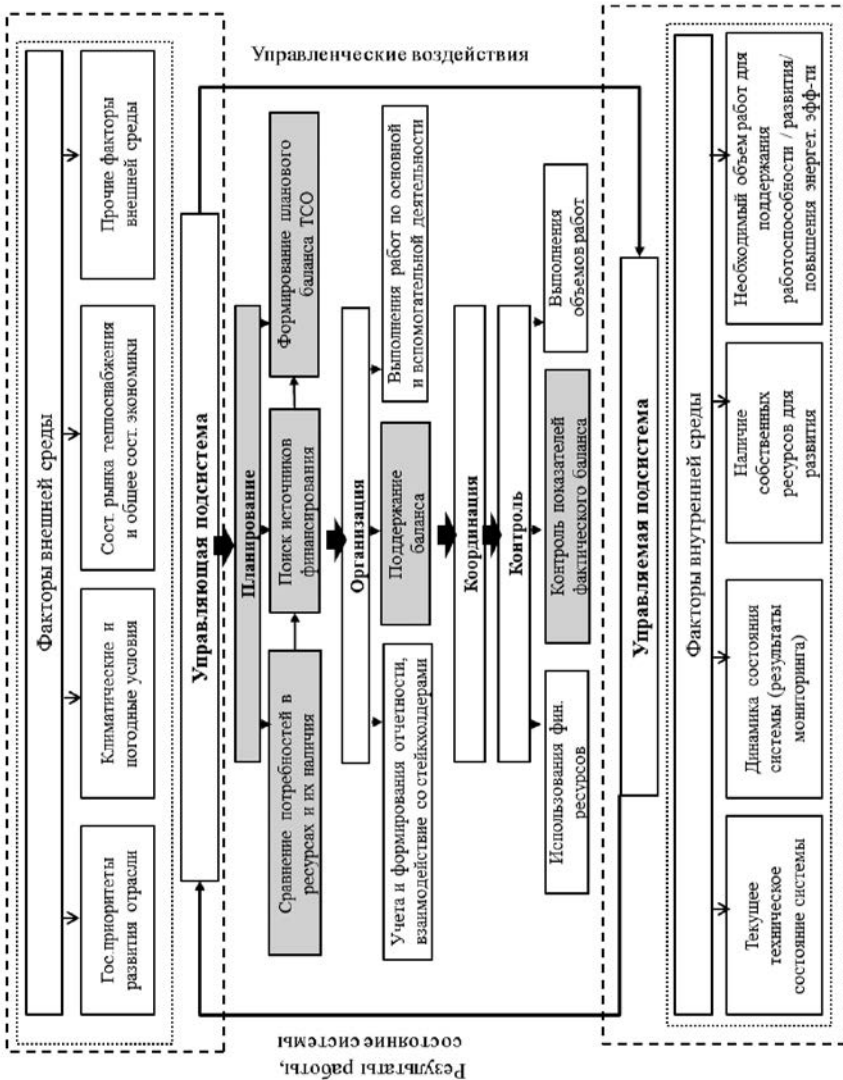 Факторы внешней среды
Гос.приоритеты
развития отрасли
Климатические и
погодные условия
Сост. рынка теплоснабжения
и общее сост. экономики
Прочие факторы
внешней среды
Управляющая подсистема
Управленческие воздействия
Результаты работы,
состояние системы
Планирование
Сравнение потребностей в
ресурсах и их наличия
Поиск источников
финансирования
Формирование планового
баланса ТСО
Организация
Учета и формирования отчетности,
взаимодействие со стейкхолдерами
Поддержание
баланса
Выполнения работ по основной
и вспомогательной деятельности
Координация
Контроль
Использования фин.
ресурсов
Контроль показателей
фактического баланса
Выполнения
объемов работ
Управляемая подсистема
Факторы внутренней среды
Текущее
техническое
состояние системы
Динамика состояния
системы (результаты
мониторинга)
Наличие
собственных
ресурсов для
развития
Необходимый объем работ для
поддержания
работоспособности / развития/
повышения энергет. эфф-ти